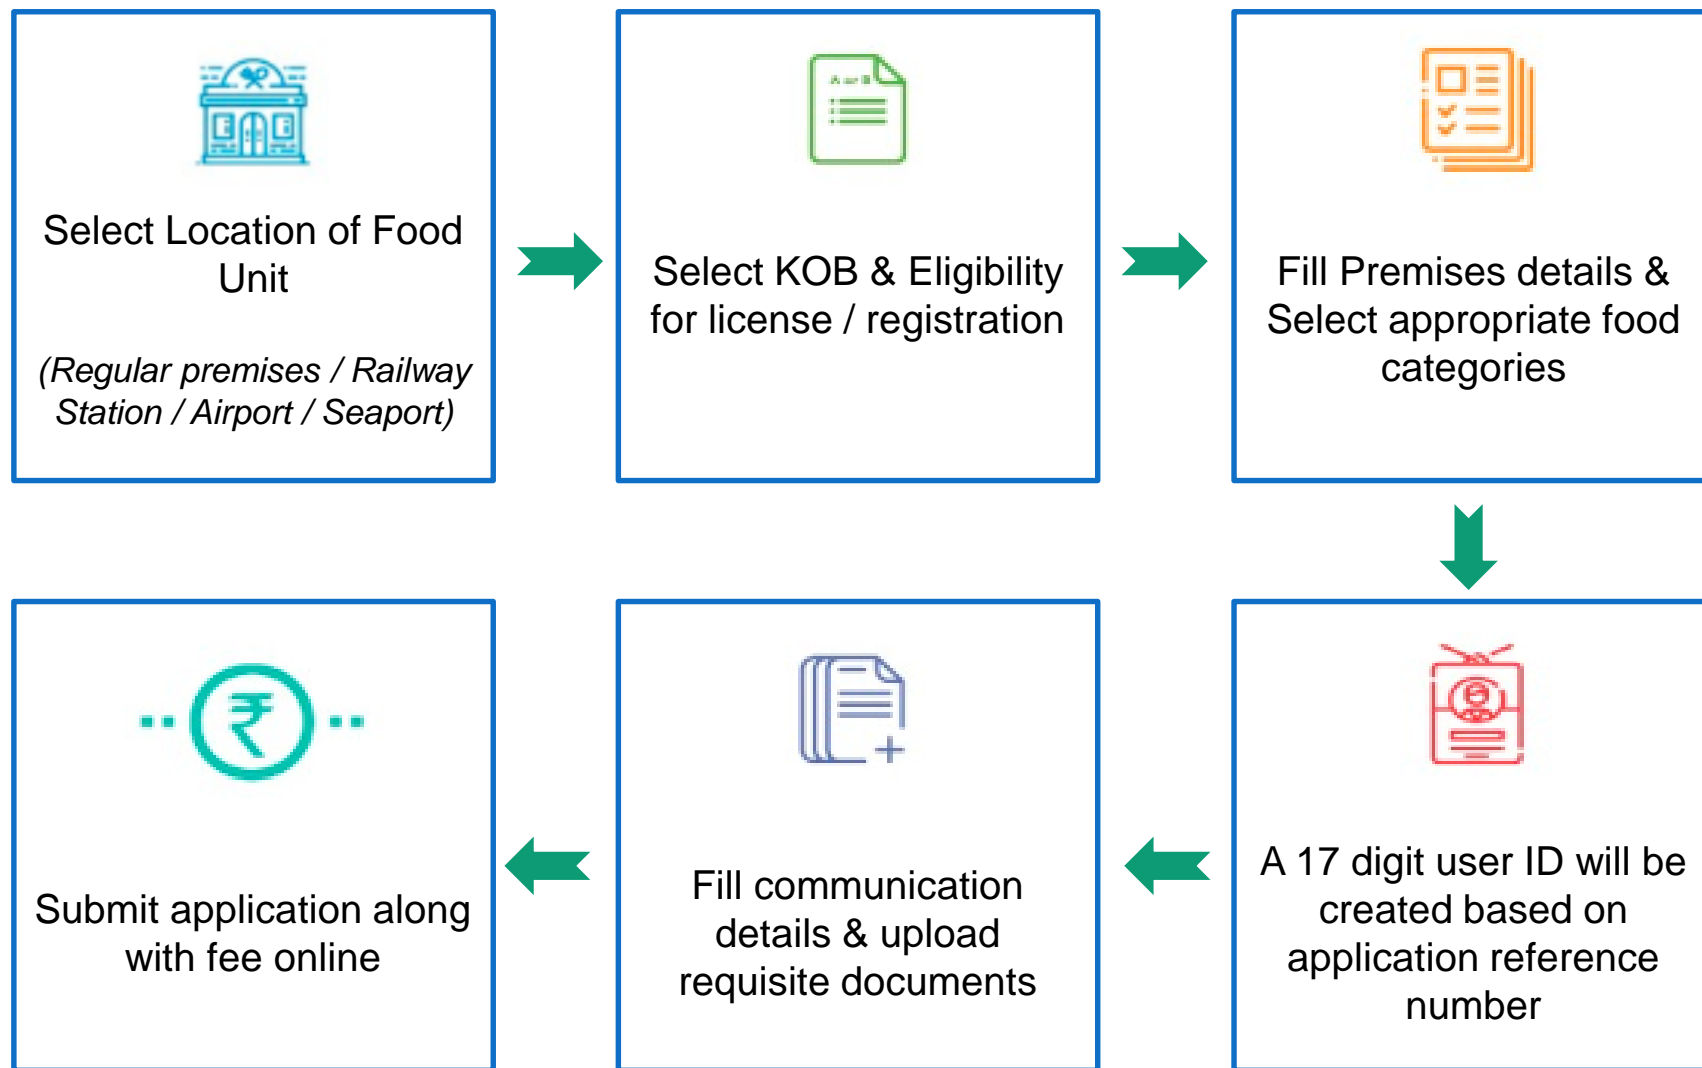 Select Location of Food
Unit
(Regular premises / Railway
Station / Airport / Seaport)
A or B
Select KOB & Eligibility
for license / registration
Fill Premises details &
Select appropriate food
categories
A 17 digit user ID will be
created based on
application reference
number
Fill communication
details & upload
requisite documents
₹
Submit application along
with fee online